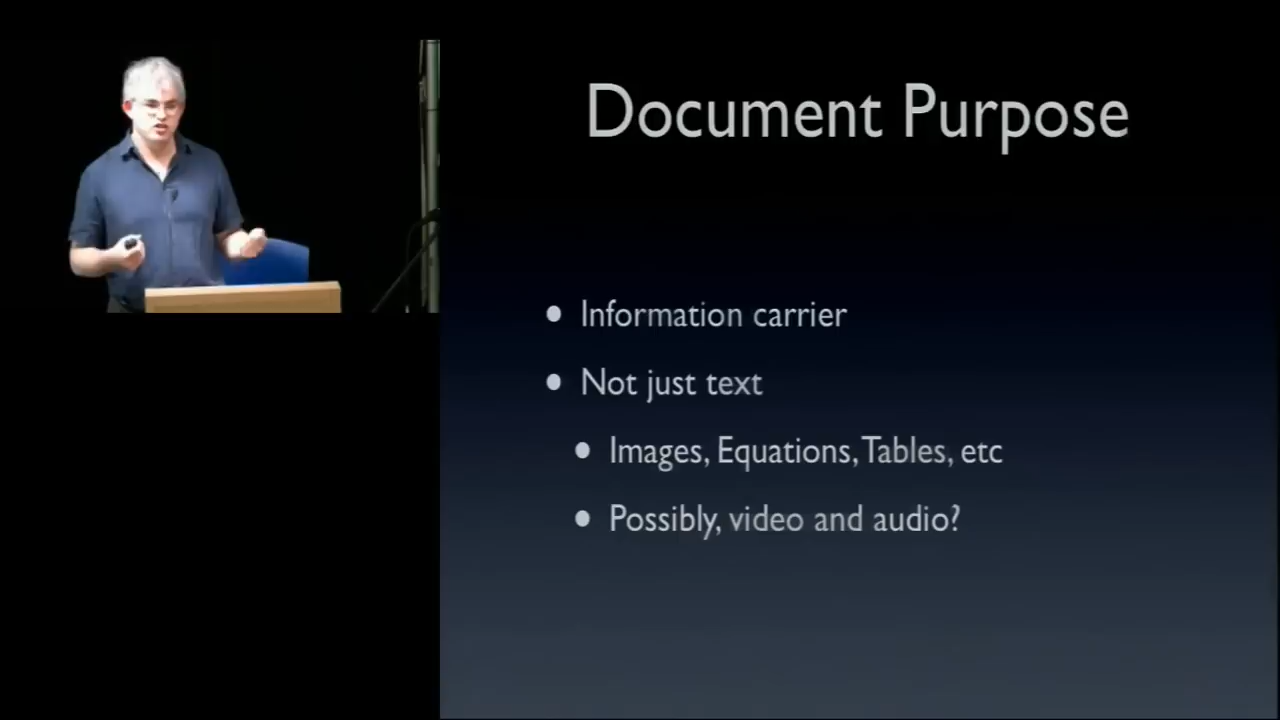 Document Purpose
• Information carrier
• Not just text
• Images, Equations, Tables, etc
• Possibly, video and audio?